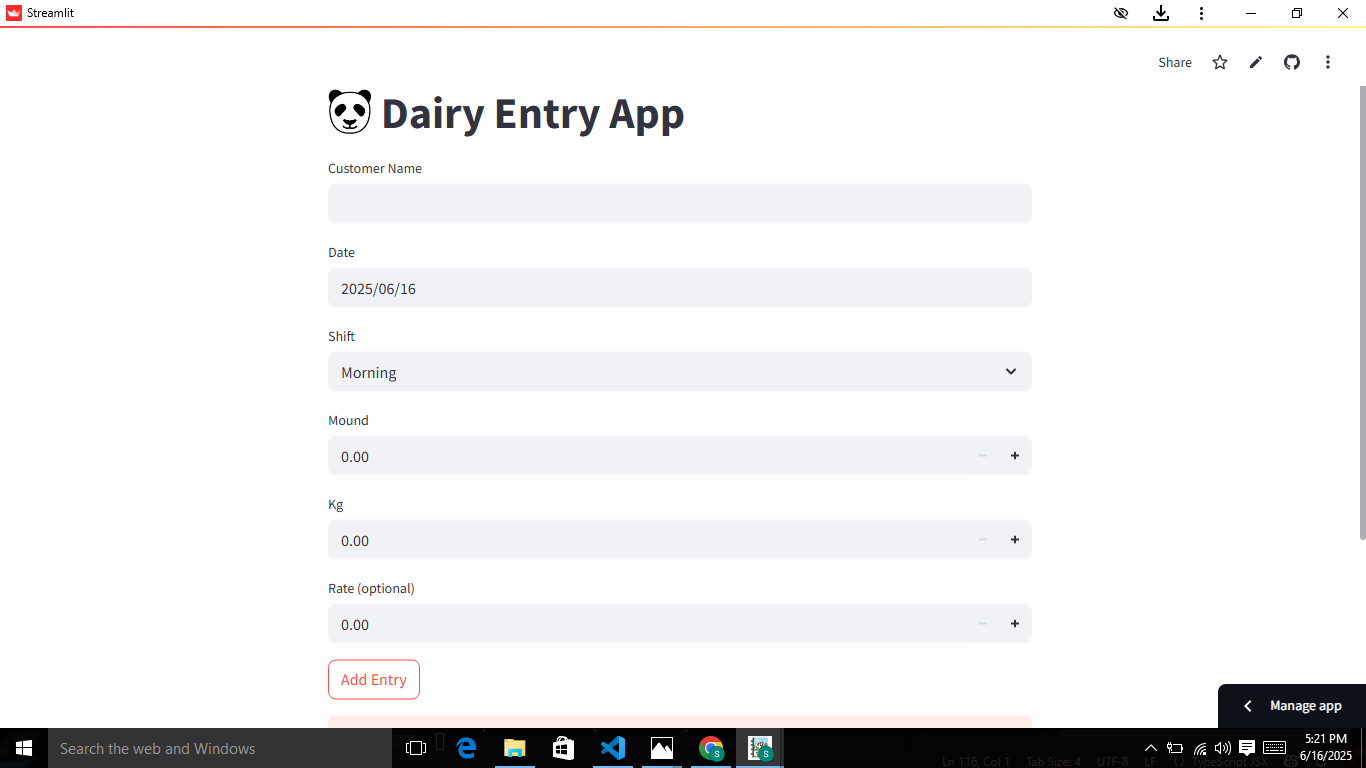 Streamlit
Share
Dairy Entry App
Customer Name
Date
2025/06/16
Shift
Morning
Mound
0.00
Kg
0.00
Rate (optional)
0.00
Add Entry
Manage app
Search the web and Windows
5:21 PM
Ln 116, Col 1 Tab Size: 4 UTF-8 LF {} TypeScript JSX
6/16/2025